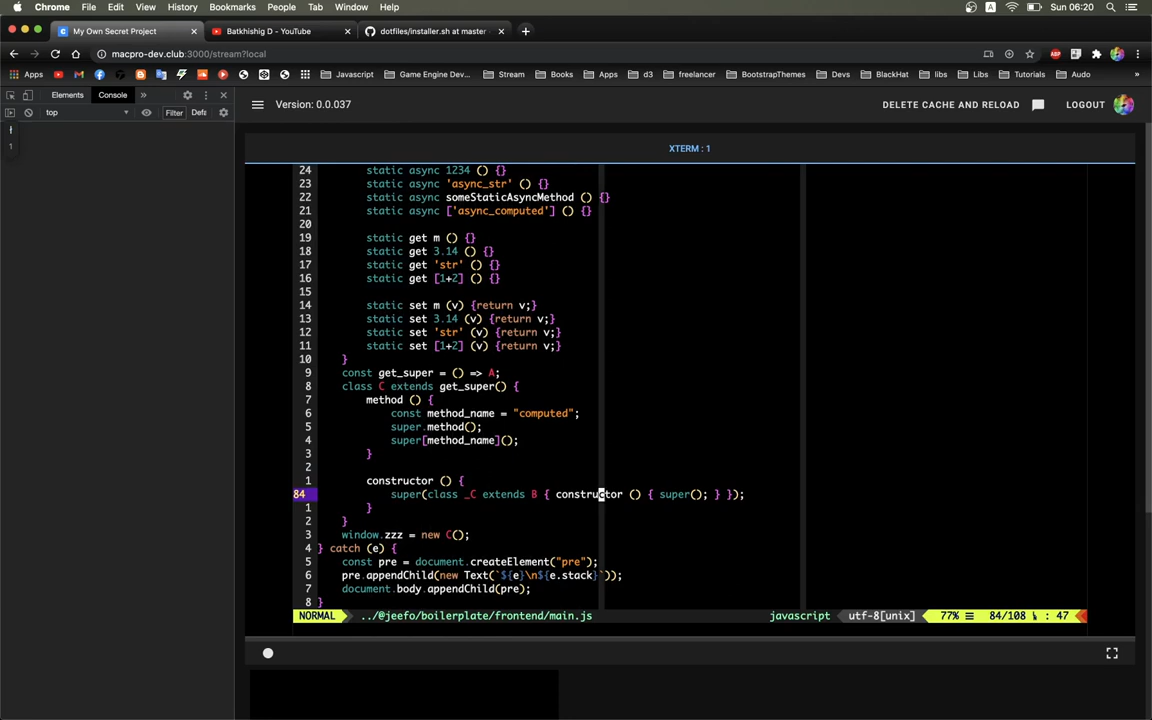 Chrome File Edit View History Bookmarks People Tab Window Help Sun 06:20
My Own Secret Project Batkhishig D - YouTube dotfiles/installer.sh at master
macpro-dev.club:3000/stream?local
Apps Javascript Game Engine Dev... Stream Books Apps d3 freelancer BootstrapThemes Devs BlackHat libs Libs Tutorials Audo »
Elements Console »
top Filter Defa
1
Version: 0.0.037 DELETE CACHE AND RELOAD LOGOUT
XTERM : 1
24 static async 1234 () {}
23 static async 'async_str' () {}
22 static async someStaticAsyncMethod () {}
21 static async ['async_computed'] () {}
20
19 static get m () {}
18 static get 3.14 () {}
17 static get 'str' () {}
16 static get [1+2] () {}
15
14 static set m (v) {return v;}
13 static set 3.14 (v) {return v;}
12 static set 'str' (v) {return v;}
11 static set [1+2] (v) {return v;}
10 }
9 const get_super = () => A;
8 class C extends get_super() {
7 method () {
6 const method_name = "computed";
5 super.method();
4 super[method_name]();
3 }
2
1 constructor () {
84 super(class _C extends B { constructor () { super(); } });
1 }
2 }
3 window.zzz = new C();
4 } catch (e) {
5 const pre = document.createElement("pre");
6 pre.appendChild(new Text(`${e}\n${e.stack}`));
7 document.body.appendChild(pre);
8 }
NORMAL ../@jeefo/boilerplate/frontend/main.js javascript utf-8[unix] 77% ☰ 84/108 : 47